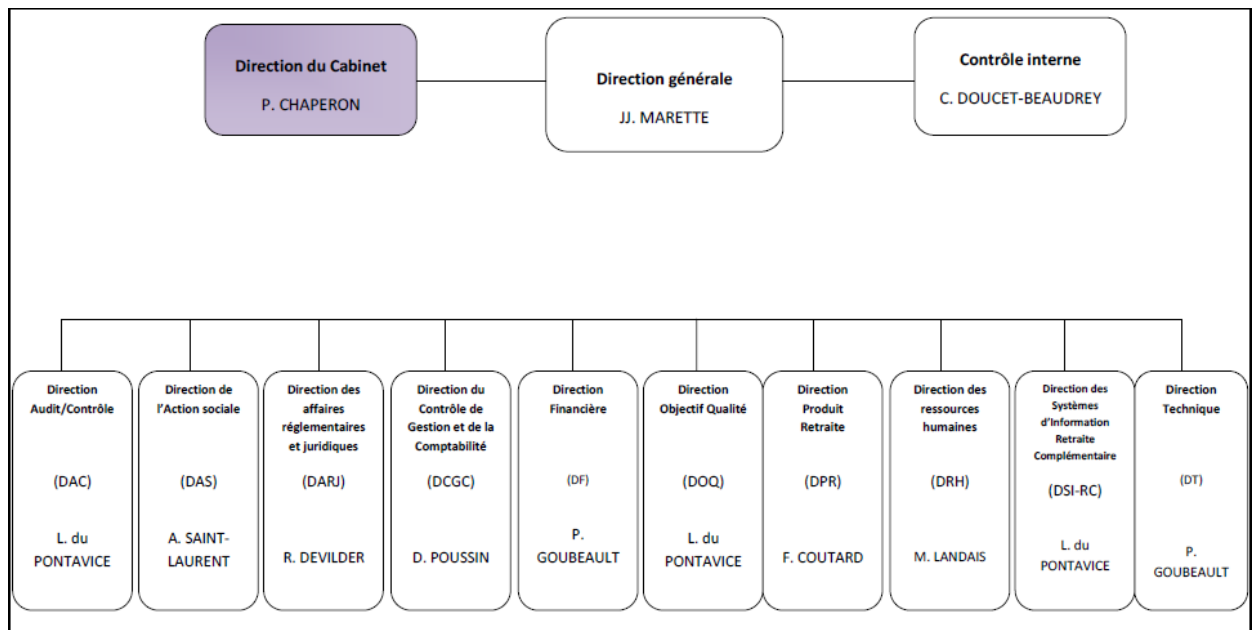 Direction du Cabinet
P. CHAPERON
Direction générale
JJ. MARETTE
Contrôle interne
C. DOUCET-BEAUDREY
Direction
Audit/Contrôle
(DAC)
L. du
PONTAVICE
Direction de
l'Action sociale
(DAS)
A. SAINT-
LAURENT
Direction des
affaires
réglementaires
et juridiques
(DARJ)
R. DEVILDER
Direction du
Contrôle de
Gestion et de la
Comptabilité
(DCGC)
D. POUSSIN
Direction
Financière
(DF)
P.
GOUBEAULT
Direction
Objectif Qualité
(DOQ)
L. du
PONTAVICE
Direction
Produit
Retraite
(DPR)
F. COUTARD
Direction des
ressources
humaines
(DRH)
M. LANDAIS
Direction des
Systèmes
d'Information
Retraite
Complémentaire
(DSI-RC)
L. du
PONTAVICE
Direction
Technique
(DT)
P.
GOUBEAULT